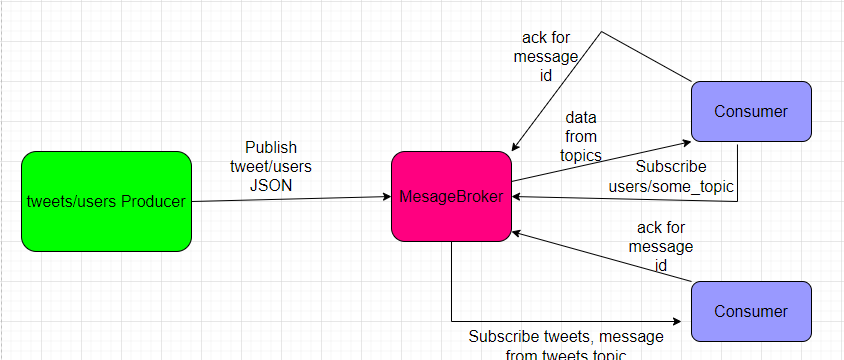 ack for
message
id
Consumer
data
from
topics
Publish
tweet/users
JSON
Subscribe
users/some_topic
tweets/users Producer
MesageBroker
ack for
message
id
Consumer
Subscribe tweets, message
from tweets topic